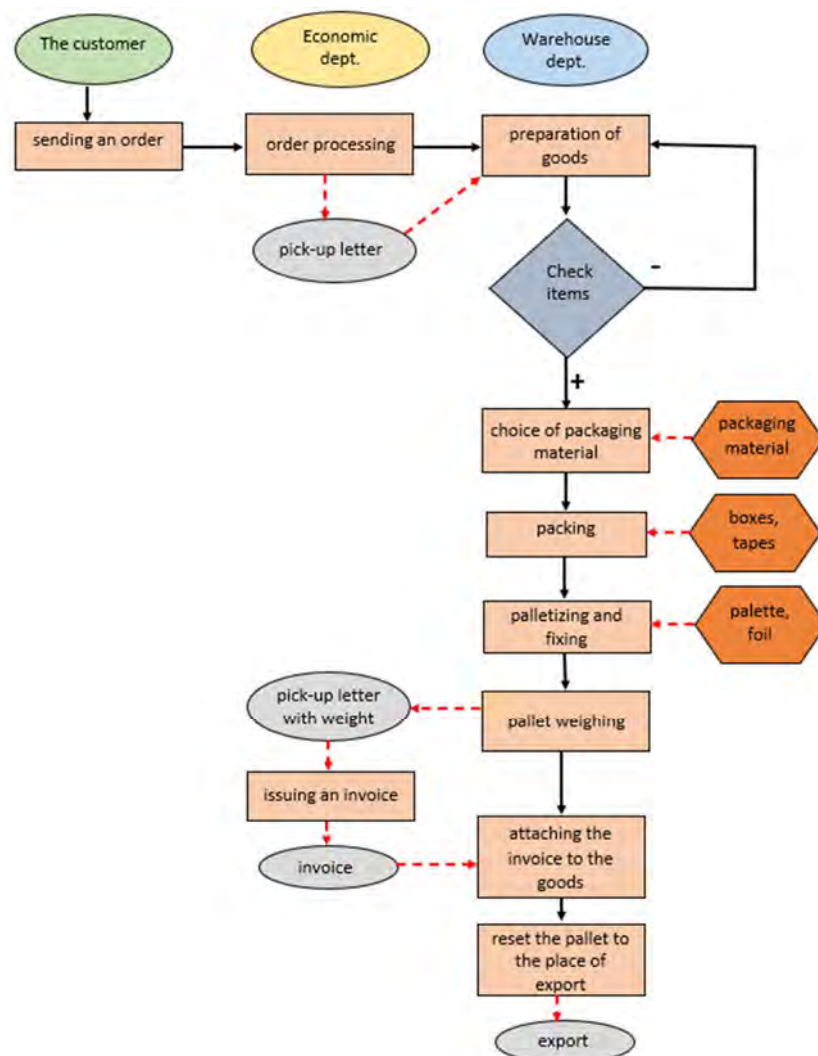 The customer
Economic
dept.
Warehouse
dept.
sending an order
order processing
preparation of
goods
pick-up letter
Check
items
-
+
choice of packaging
material
packaging
material
packing
boxes,
tapes
palletizing and
fixing
palette,
foil
pick-up letter
with weight
pallet weighing
issuing an invoice
attaching the
invoice to the
goods
invoice
reset the pallet to
the place of
export
export